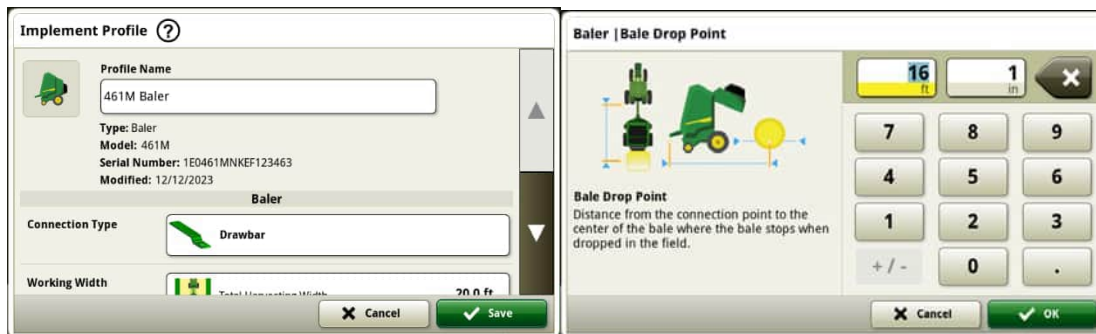 Implement Profile ?
Profile Name
461M Baler
Type: Baler
Model: 461M
Serial Number: 1E0461MNKEF123463
Modified: 12/12/2023
Baler
Connection Type
Drawbar
Working Width
Total Harvesting Width
20.0 ft
Cancel
Save
Baler |Bale Drop Point
16
ft
1
in
Bale Drop Point
Distance from the connection point to the
center of the bale where the bale stops when
dropped in the field.
7 8 9
4 5 6
1 2 3
+ / - 0 .
Cancel
OK